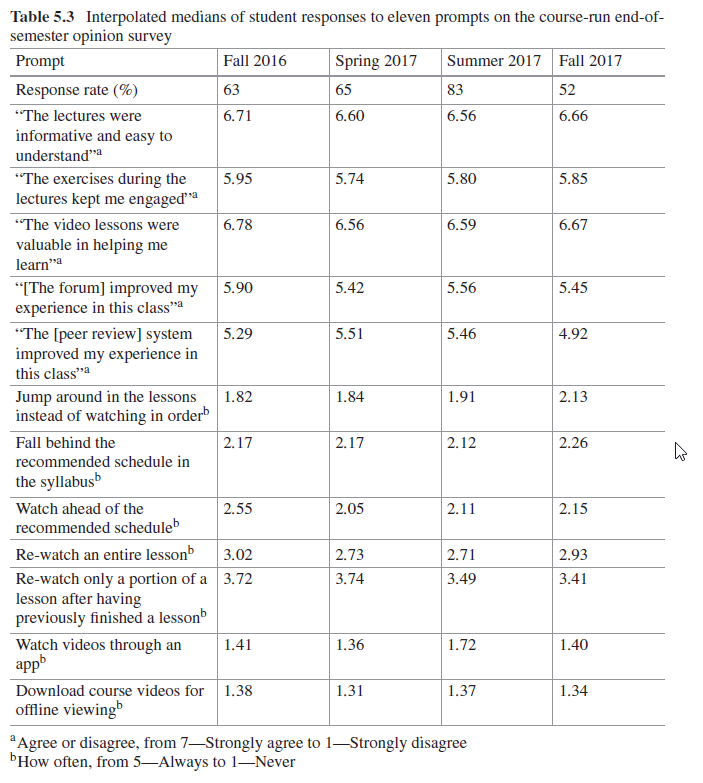 Table 5.3 Interpolated medians of student responses to eleven prompts on the course-run end-of-
semester opinion survey
Prompt Fall 2016 Spring 2017 Summer 2017 Fall 2017
Response rate (%) 63 65 83 52
“The lectures were 6.71 6.60 6.56 6.66
informative and easy to
understand”a
“The exercises during the 5.95 5.74 5.80 5.85
lectures kept me engaged”a
“The video lessons were 6.78 6.56 6.59 6.67
valuable in helping me
learn”a
“[The forum] improved my 5.90 5.42 5.56 5.45
experience in this class”a
“The [peer review] system 5.29 5.51 5.46 4.92
improved my experience in
this class”a
Jump around in the lessons 1.82 1.84 1.91 2.13
instead of watching in orderb
Fall behind the 2.17 2.17 2.12 2.26
recommended schedule in
the syllabusb
Watch ahead of the 2.55 2.05 2.11 2.15
recommended scheduleb
Re-watch an entire lessonb 3.02 2.73 2.71 2.93
Re-watch only a portion of a 3.72 3.74 3.49 3.41
lesson after having
previously finished a lessonb
Watch videos through an 1.41 1.36 1.72 1.40
appb
Download course videos for 1.38 1.31 1.37 1.34
offline viewingb
aAgree or disagree, from 7—Strongly agree to 1—Strongly disagree
bHow often, from 5—Always to 1—Never